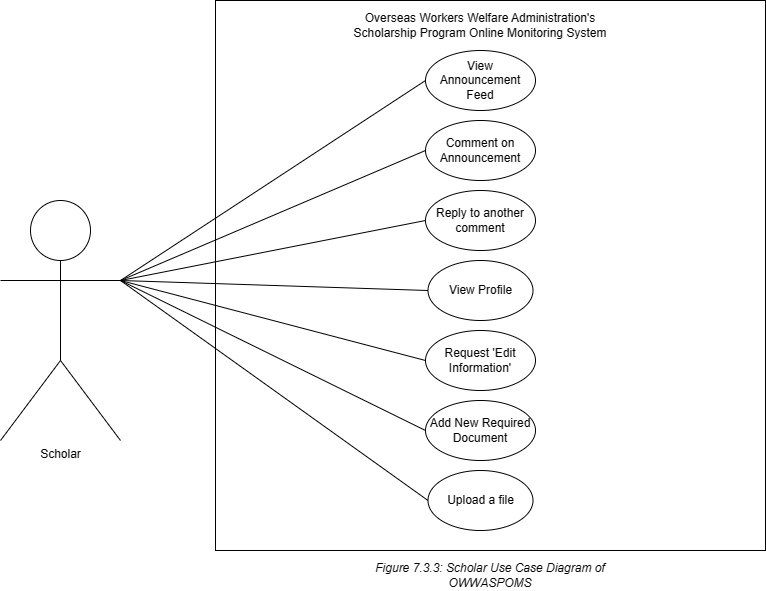 Overseas Workers Welfare Administration's
Scholarship Program Online Monitoring System
View
Announcement
Feed
Comment on
Announcement
Reply to another
comment
View Profile
Request 'Edit
Information'
Add New Required
Document
Upload a file
Scholar
Figure 7.3.3: Scholar Use Case Diagram of
OWWASPOMS